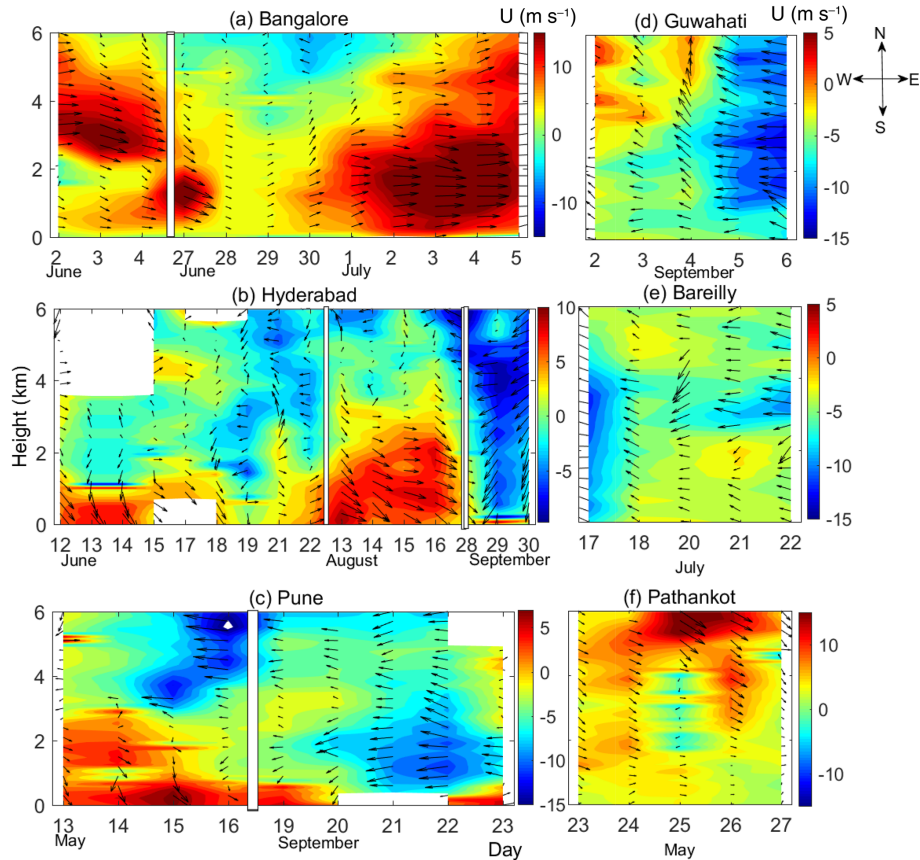 (a) Bangalore
U (m s⁻¹)
6
4
2
0
2 3 4 27 28 29 30 1 2 3 4 5
June June July
10
0
-10
(d) Guwahati
U (m s⁻¹)
2 3 4 5 6
September
5
0
-5
-10
-15
N
W E
S
(b) Hyderabad
Height (km)
6
4
2
0
12 13 14 15 17 18 19 21 22 13 14 15 16 28 29 30
June August September
10
5
0
-5
(e) Bareilly
17 18 20 21 22
July
5
0
-5
-10
-15
(c) Pune
6
4
2
0
13 14 15 16 19 20 21 22 23
May September Day
5
0
-5
-10
-15
(f) Pathankot
23 24 25 26 27
May
10
5
0
-5
-10